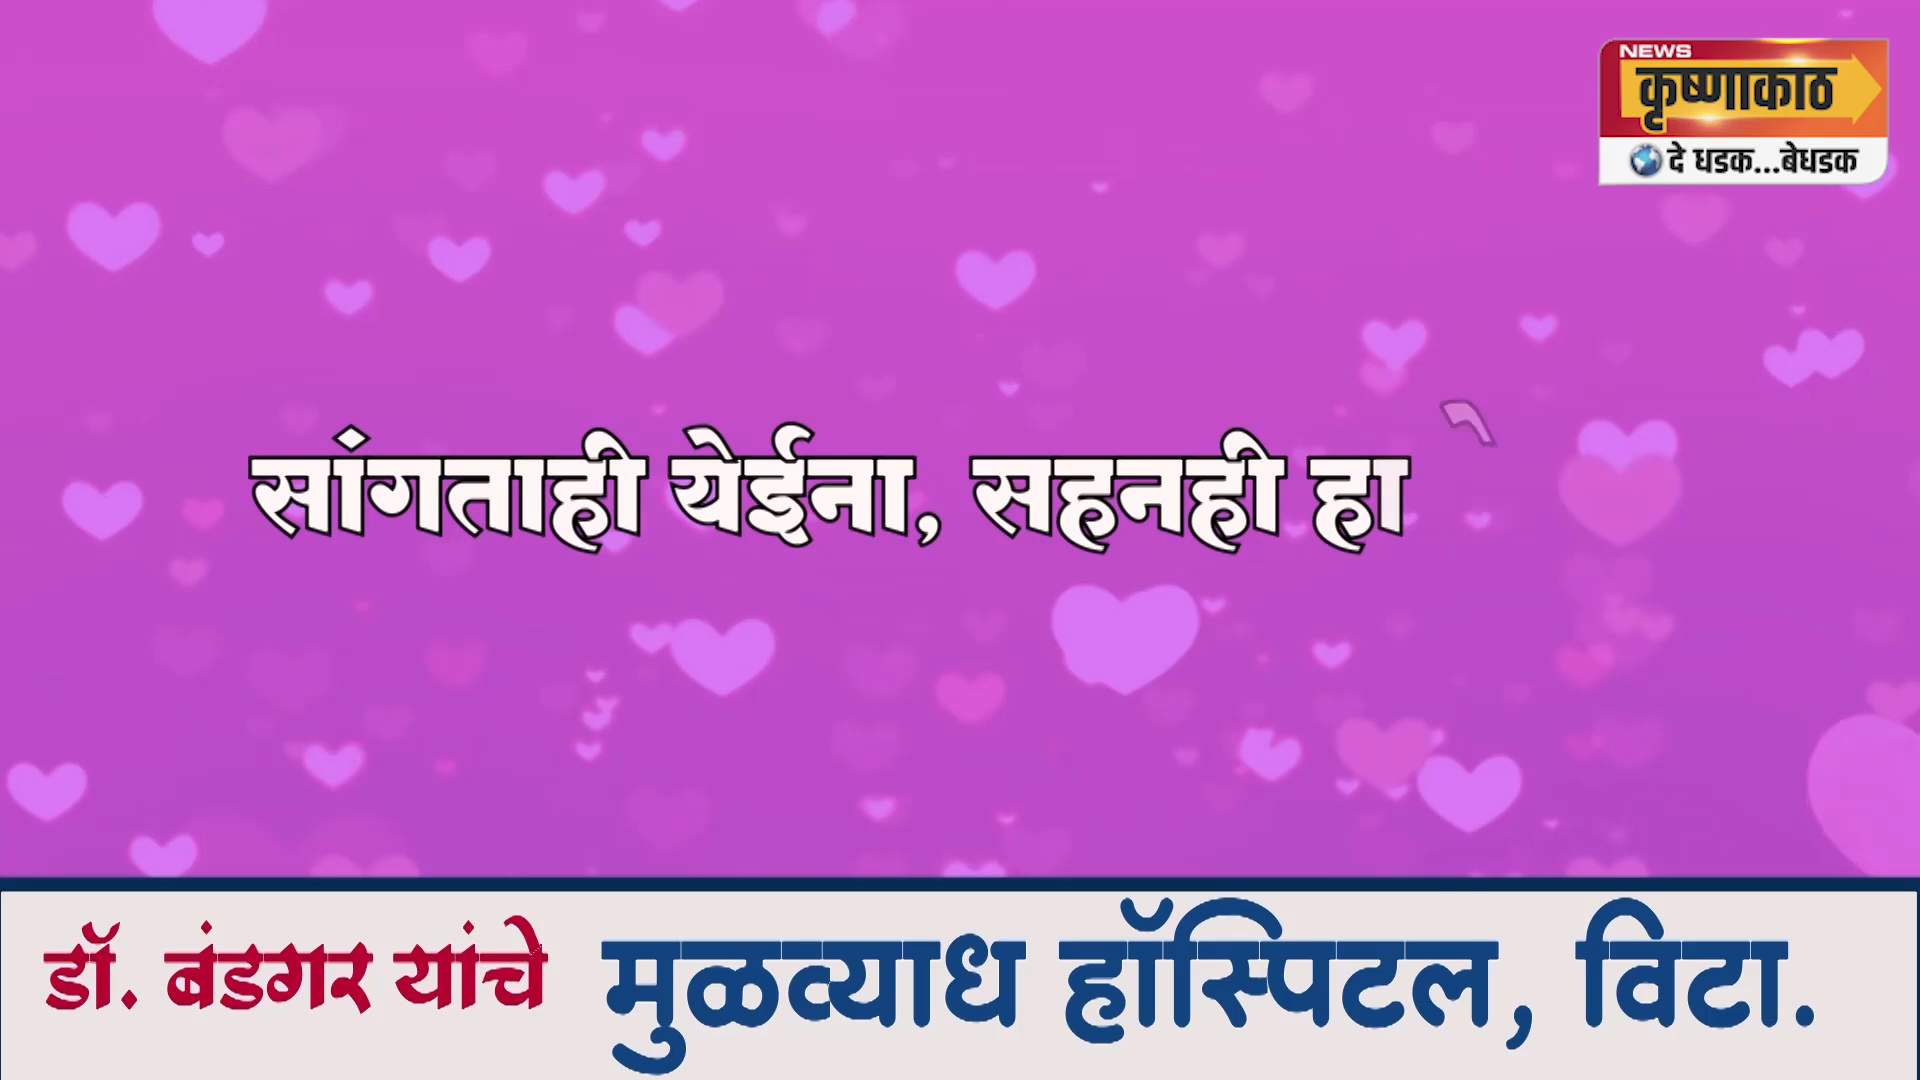 NEWS
कृष्णाकाठ
दे धडक...बेधडक
सांगताही येईना, सहनही हा
डॉ. बंडगर यांचे मुळव्याध हॉस्पिटल, विटा.